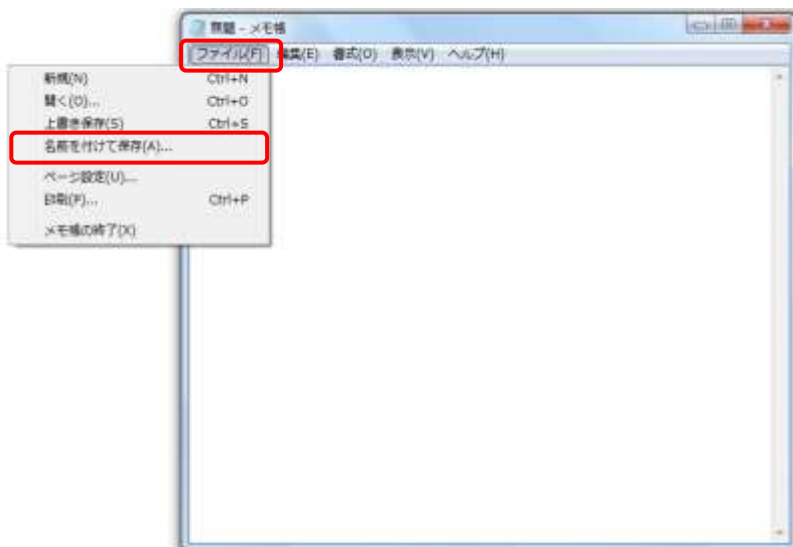 無題 - メモ帳
ファイル(F) 編集(E) 書式(O) 表示(V) ヘルプ(H)
新規(N) Ctrl+N
開く(O)... Ctrl+O
上書き保存(S) Ctrl+S
名前を付けて保存(A)...
ページ設定(U)...
印刷(P)... Ctrl+P
メモ帳の終了(X)